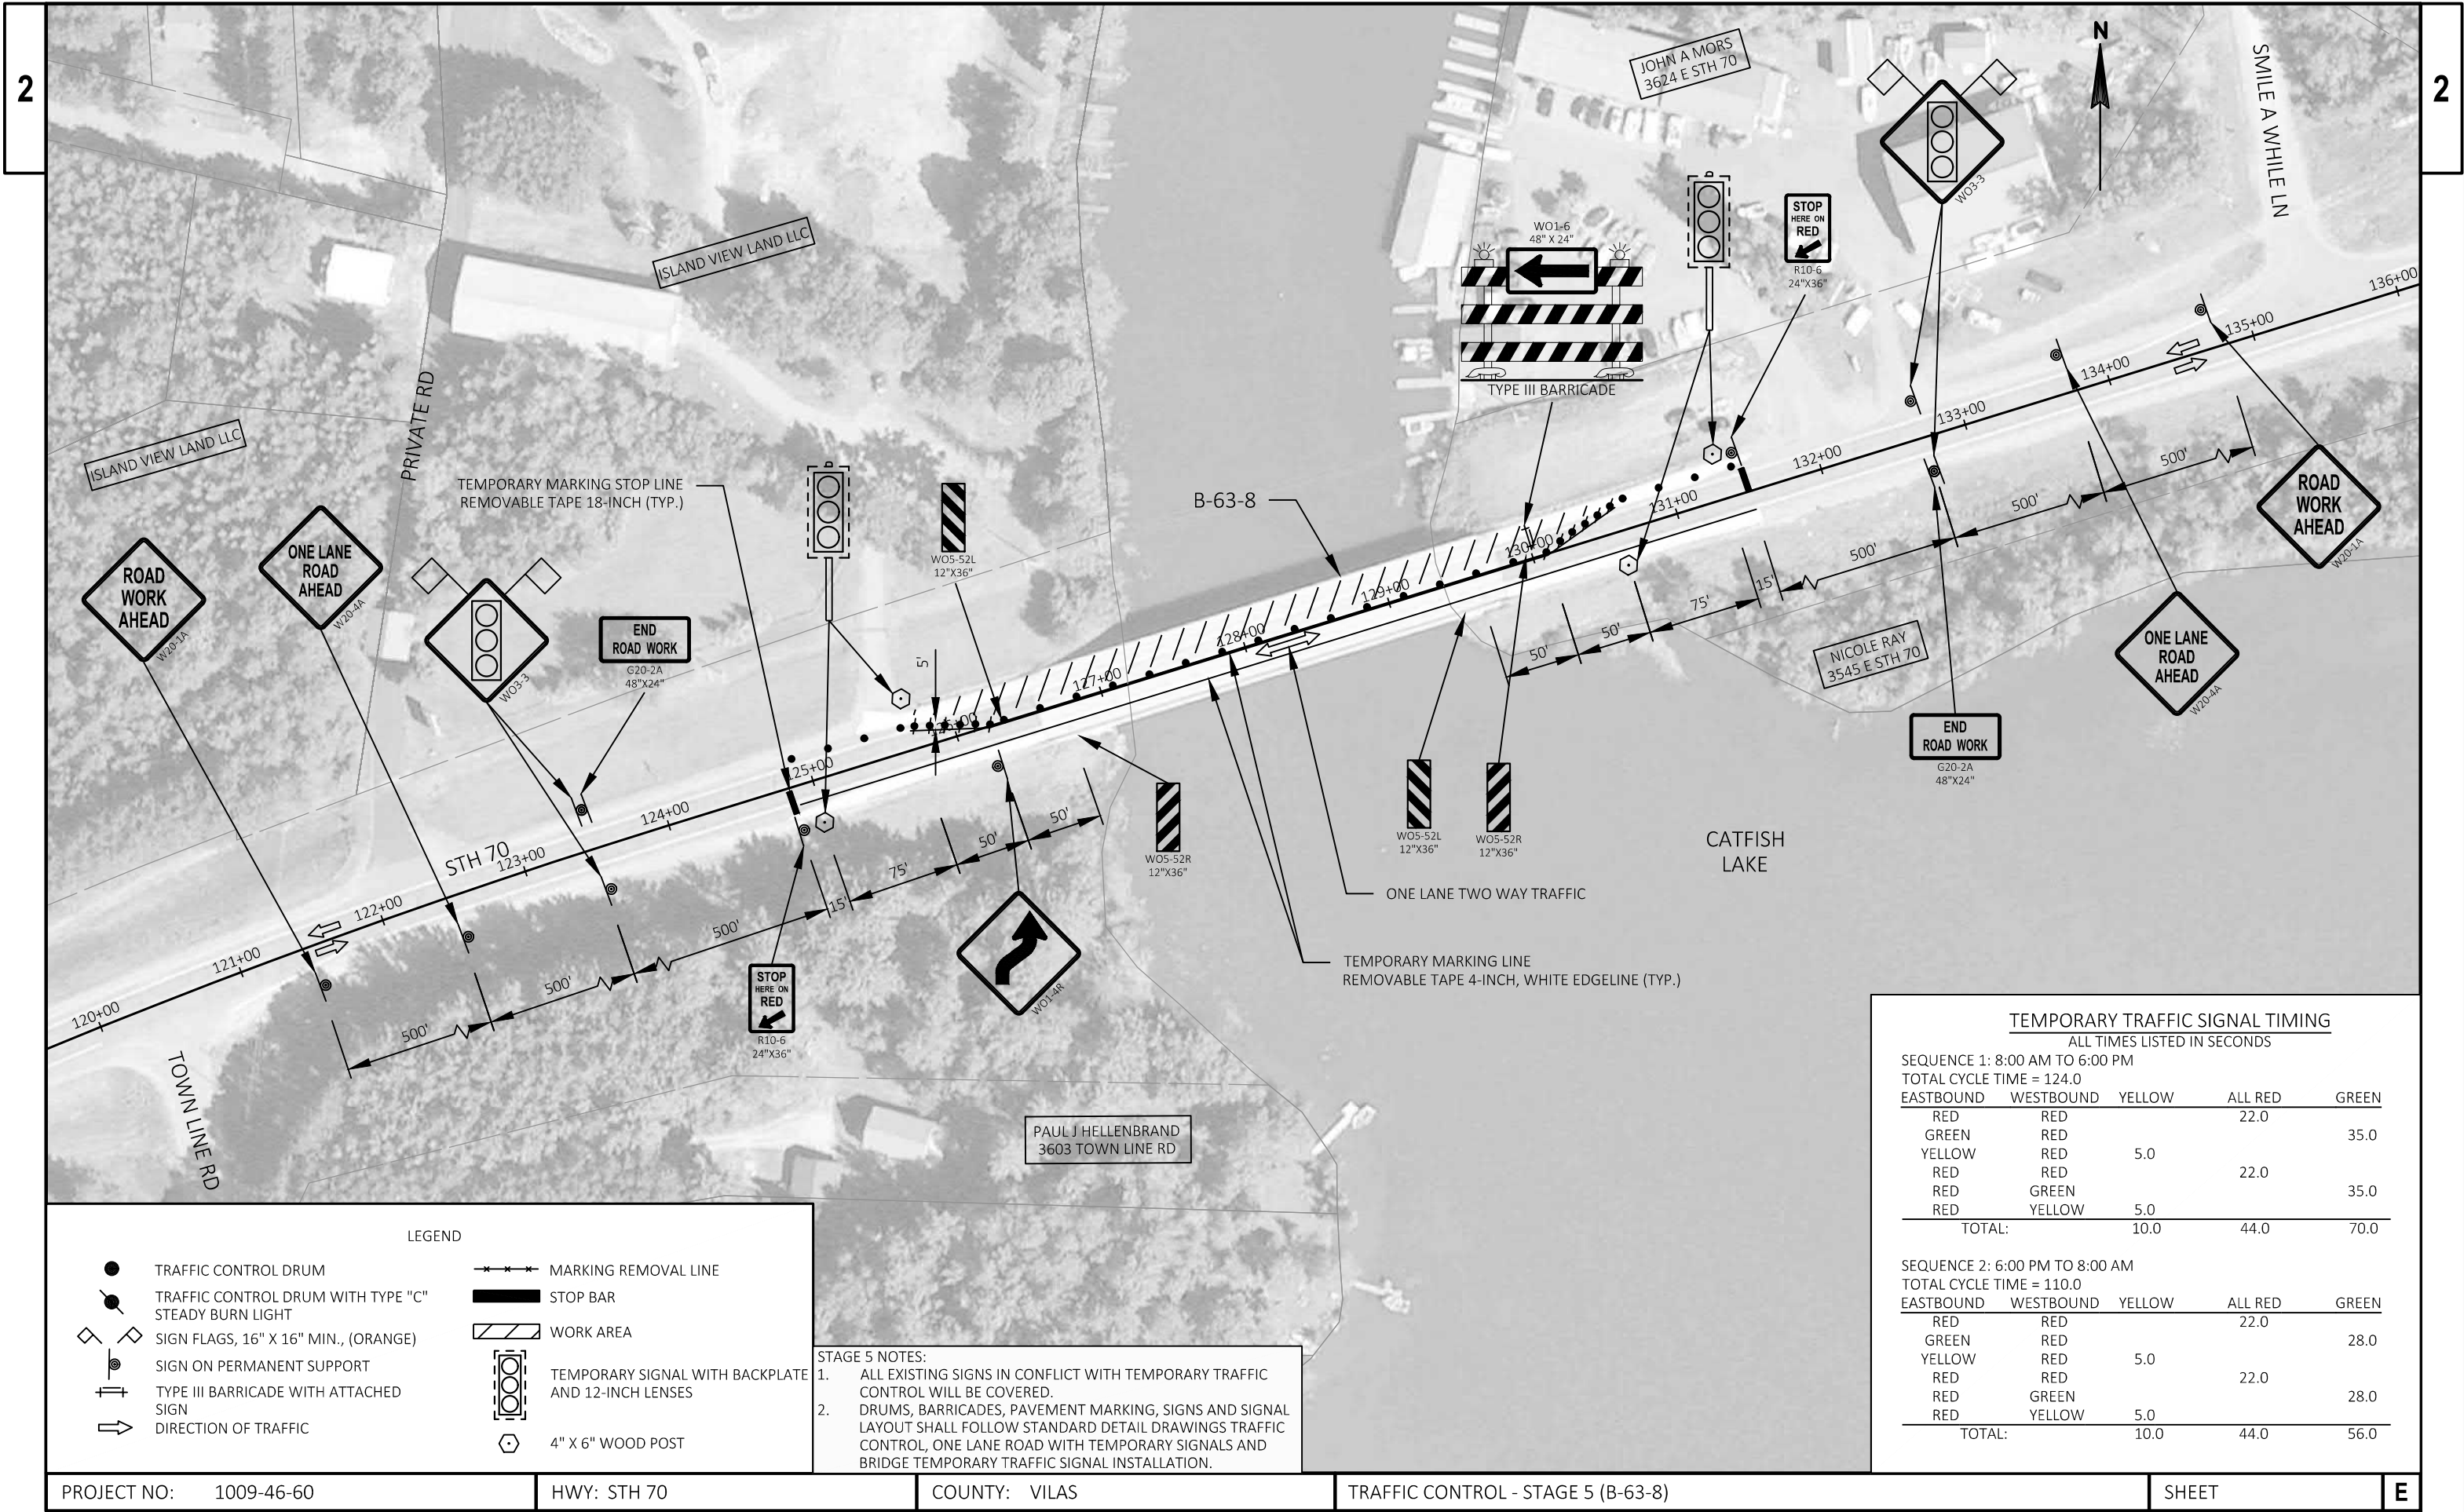 2
2
N
JOHN A MORS
3624 E STH 70
SMILE A WHILE LN
WO3-3
STOP
HERE ON
RED
R10-6
24"X36"
WO1-6
48" X 24"
TYPE III BARRICADE
ISLAND VIEW LAND LLC
ISLAND VIEW LAND LLC
PRIVATE RD
TEMPORARY MARKING STOP LINE
REMOVABLE TAPE 18-INCH (TYP.)
WO5-52L
12"X36"
B-63-8
ROAD
WORK
AHEAD
W20-1A
ONE LANE
ROAD
AHEAD
W20-4A
WO3-3
END
ROAD WORK
G20-2A
48"X24"
5'
120+00
121+00
122+00
123+00
124+00
125+00
126+00
127+00
128+00
129+00
130+00
131+00
132+00
133+00
134+00
135+00
136+00
STH 70
500'
500'
500'
15'
75'
50'
50'
50'
50'
75'
15'
500'
500'
500'
ROAD
WORK
AHEAD
W20-1A
ONE LANE
ROAD
AHEAD
W20-4A
NICOLE RAY
3545 E STH 70
END
ROAD WORK
G20-2A
48"X24"
WO5-52R
12"X36"
WO5-52L
12"X36"
WO5-52R
12"X36"
CATFISH
LAKE
ONE LANE TWO WAY TRAFFIC
TEMPORARY MARKING LINE
REMOVABLE TAPE 4-INCH, WHITE EDGELINE (TYP.)
STOP
HERE ON
RED
R10-6
24"X36"
WO1-4R
TOWN LINE RD
PAUL J HELLENBRAND
3603 TOWN LINE RD
TEMPORARY TRAFFIC SIGNAL TIMING
ALL TIMES LISTED IN SECONDS
SEQUENCE 1: 8:00 AM TO 6:00 PM
TOTAL CYCLE TIME = 124.0
EASTBOUND WESTBOUND YELLOW ALL RED GREEN
RED RED 22.0
GREEN RED 35.0
YELLOW RED 5.0
RED RED 22.0
RED GREEN 35.0
RED YELLOW 5.0
TOTAL: 10.0 44.0 70.0
SEQUENCE 2: 6:00 PM TO 8:00 AM
TOTAL CYCLE TIME = 110.0
EASTBOUND WESTBOUND YELLOW ALL RED GREEN
RED RED 22.0
GREEN RED 28.0
YELLOW RED 5.0
RED RED 22.0
RED GREEN 28.0
RED YELLOW 5.0
TOTAL: 10.0 44.0 56.0
LEGEND
TRAFFIC CONTROL DRUM
TRAFFIC CONTROL DRUM WITH TYPE "C"
STEADY BURN LIGHT
SIGN FLAGS, 16" X 16" MIN., (ORANGE)
SIGN ON PERMANENT SUPPORT
TYPE III BARRICADE WITH ATTACHED
SIGN
DIRECTION OF TRAFFIC
MARKING REMOVAL LINE
STOP BAR
WORK AREA
TEMPORARY SIGNAL WITH BACKPLATE
AND 12-INCH LENSES
4" X 6" WOOD POST
STAGE 5 NOTES:
1. ALL EXISTING SIGNS IN CONFLICT WITH TEMPORARY TRAFFIC
CONTROL WILL BE COVERED.
2. DRUMS, BARRICADES, PAVEMENT MARKING, SIGNS AND SIGNAL
LAYOUT SHALL FOLLOW STANDARD DETAIL DRAWINGS TRAFFIC
CONTROL, ONE LANE ROAD WITH TEMPORARY SIGNALS AND
BRIDGE TEMPORARY TRAFFIC SIGNAL INSTALLATION.
PROJECT NO: 1009-46-60
HWY: STH 70
COUNTY: VILAS
TRAFFIC CONTROL - STAGE 5 (B-63-8)
SHEET
E